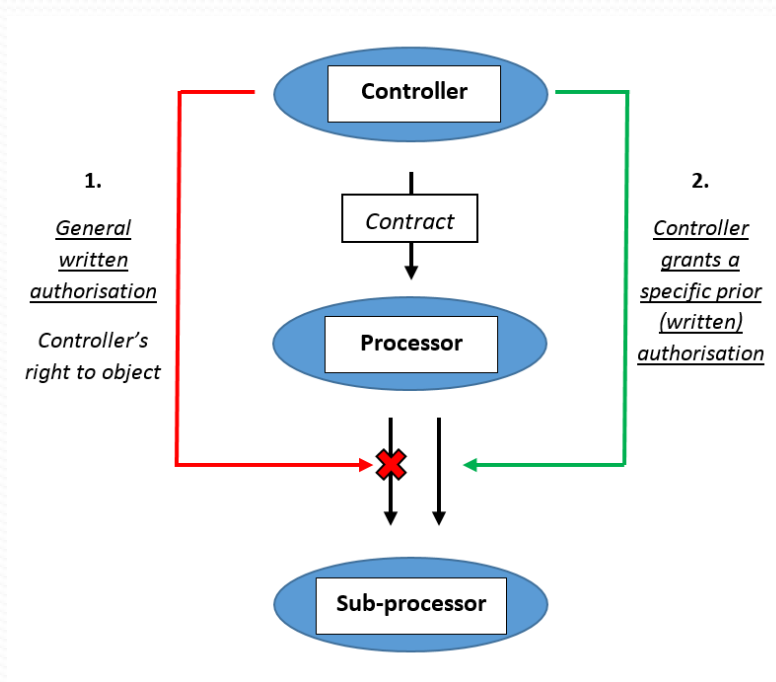 Controller
1.
General
written
authorisation
Controller’s
right to object
Contract
2.
Controller
grants a
specific prior
(written)
authorisation
Processor
Sub-processor